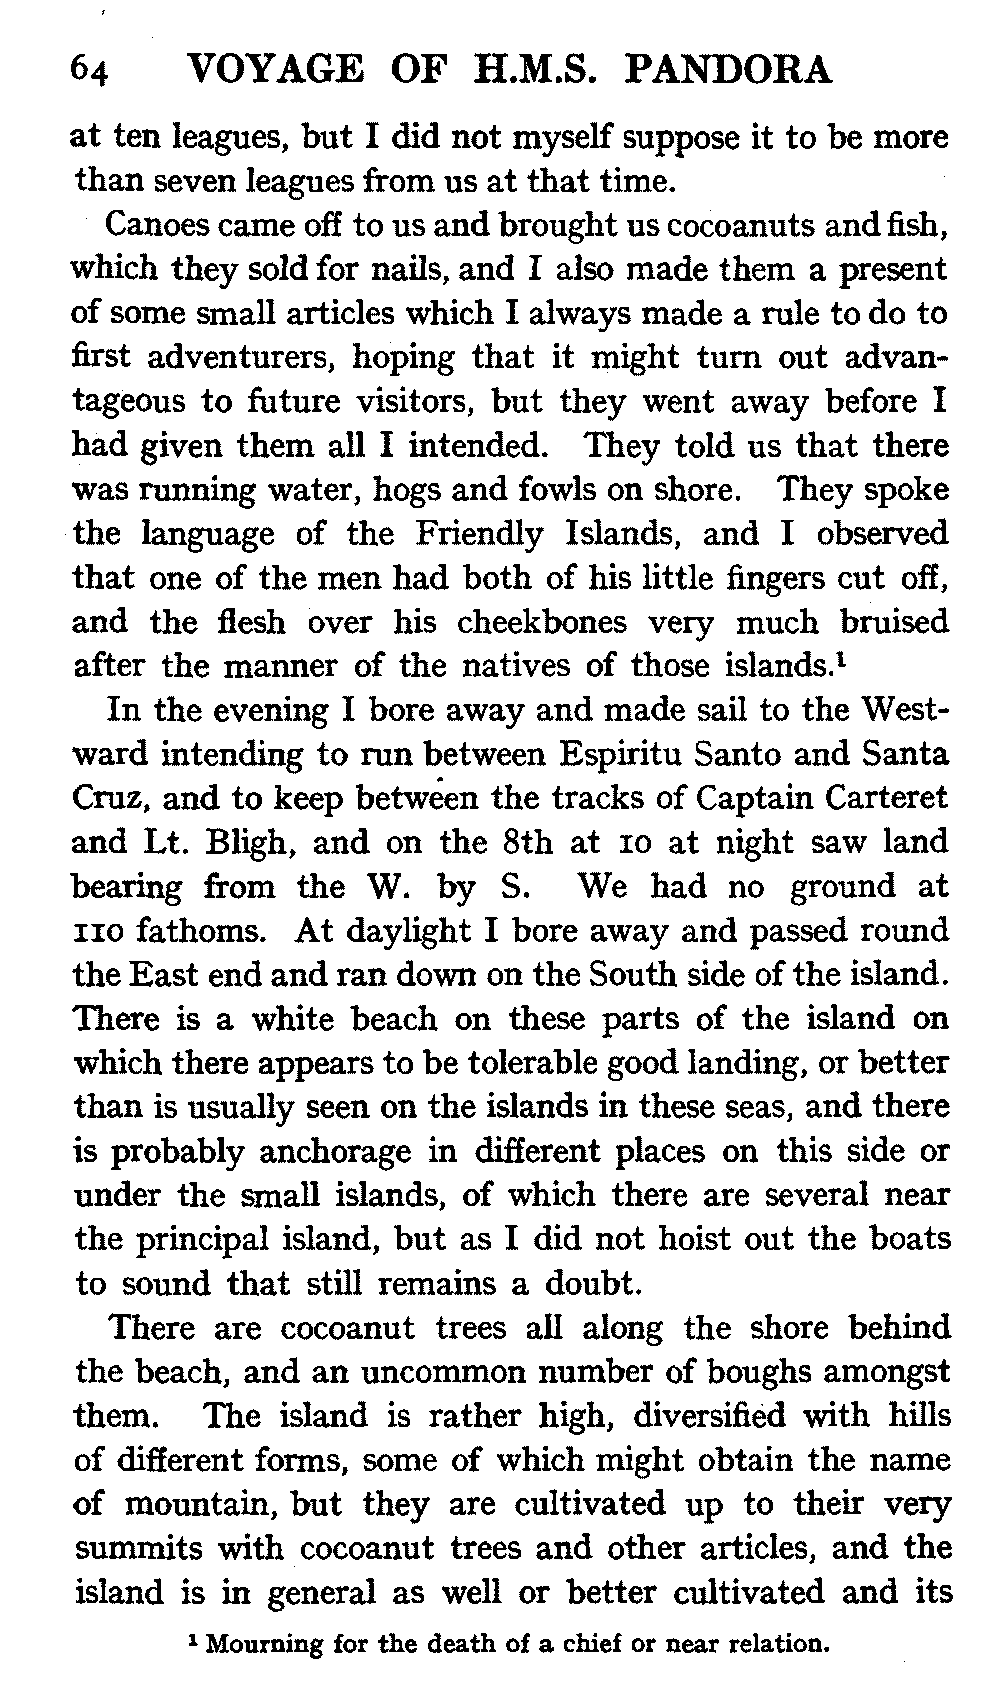 64 VOYAGE OF H.M.S. PANDORA
at ten leagues, but I did not myself suppose it to be more
than seven leagues from us at that time.
Canoes came off to us and brought us cocoanuts and fish,
which they sold for nails, and I also made them a present
of some small articles which I always made a rule to do to
first adventurers, hoping that it might turn out advan-
tageous to future visitors, but they went away before I
had given them all I intended. They told us that there
was running water, hogs and fowls on shore. They spoke
the language of the Friendly Islands, and I observed
that one of the men had both of his little fingers cut off,
and the flesh over his cheekbones very much bruised
after the manner of the natives of those islands.¹
In the evening I bore away and made sail to the West-
ward intending to run between Espiritu Santo and Santa
Cruz, and to keep between the tracks of Captain Carteret
and Lt. Bligh, and on the 8th at 10 at night saw land
bearing from the W. by S. We had no ground at
110 fathoms. At daylight I bore away and passed round
the East end and ran down on the South side of the island.
There is a white beach on these parts of the island on
which there appears to be tolerable good landing, or better
than is usually seen on the islands in these seas, and there
is probably anchorage in different places on this side or
under the small islands, of which there are several near
the principal island, but as I did not hoist out the boats
to sound that still remains a doubt.
There are cocoanut trees all along the shore behind
the beach, and an uncommon number of boughs amongst
them. The island is rather high, diversified with hills
of different forms, some of which might obtain the name
of mountain, but they are cultivated up to their very
summits with cocoanut trees and other articles, and the
island is in general as well or better cultivated and its
¹ Mourning for the death of a chief or near relation.